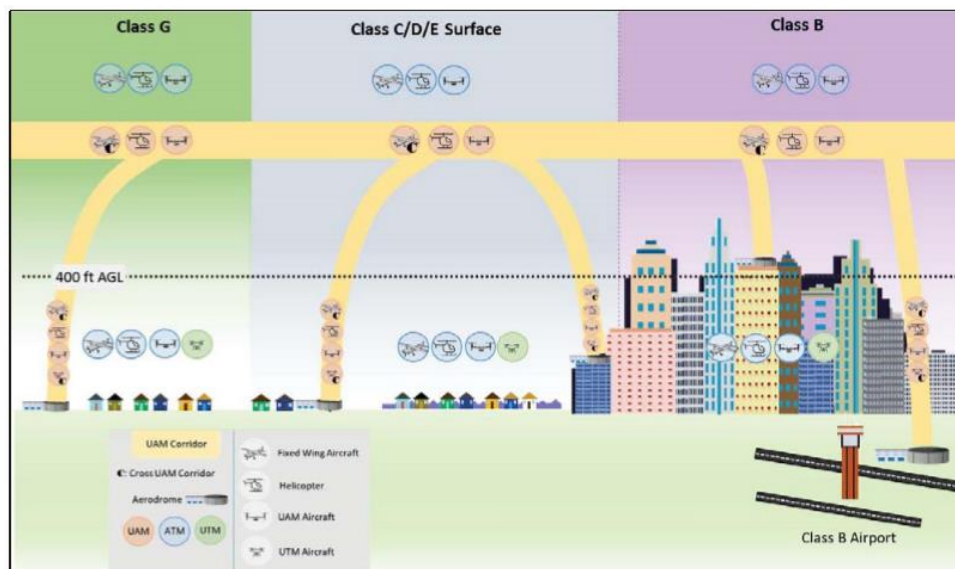 Class G
Class C/D/E Surface
Class B
400 ft AGL
UAM Corridor
Cross UAM Corridor
Aerodrome
UAM
ATM
UTM
Fixed Wing Aircraft
Helicopter
UAM Aircraft
UTM Aircraft
Class B Airport